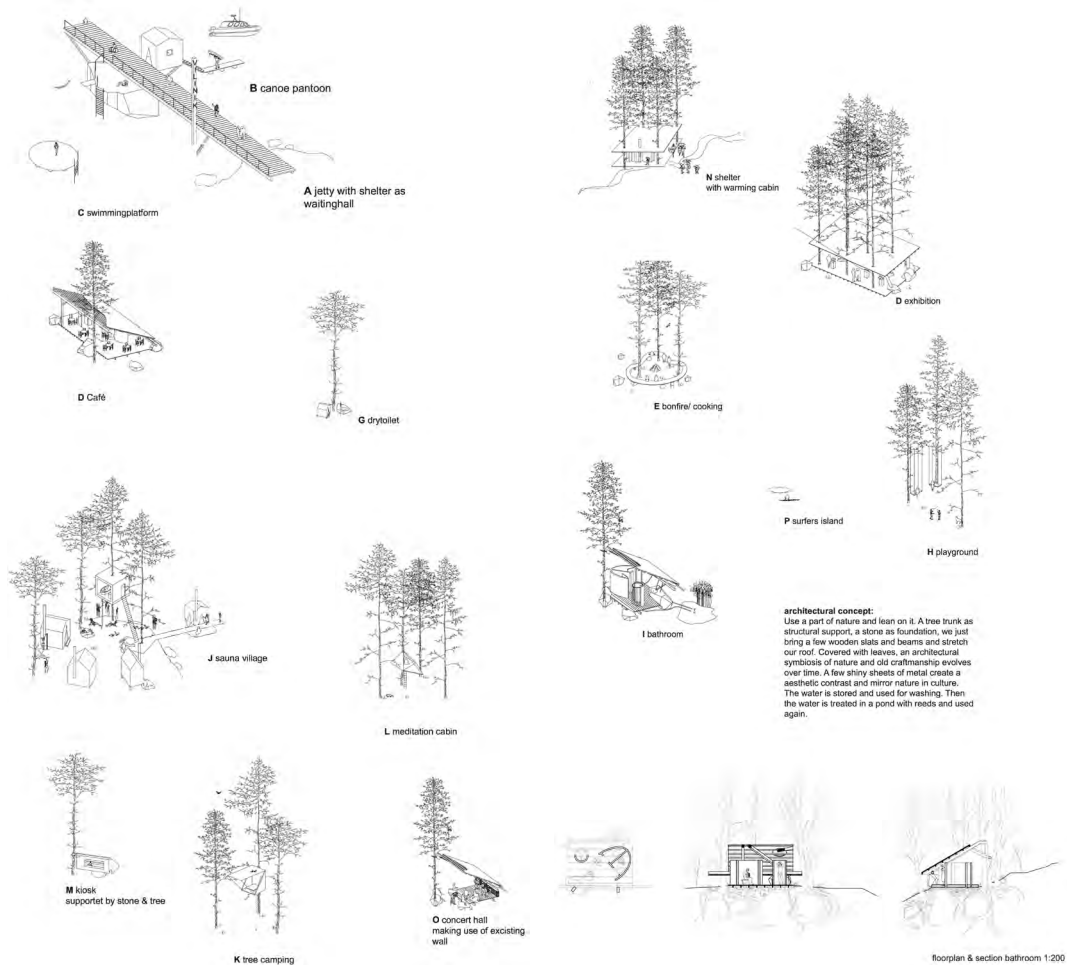 B canoe pantoon
A jetty with shelter as
waitinghall
C swimmingplatform
N shelter
with warming cabin
D exhibition
D Café
G drytoilet
E bonfire/ cooking
P surfers island
H playground
J sauna village
L meditation cabin
I bathroom
architectural concept:
Use a part of nature and lean on it. A tree trunk as
structural support, a stone as foundation, we just
bring a few wooden slats and beams and stretch
our roof. Covered with leaves, an architectural
symbiosis of nature and old craftmanship evolves
over time. A few shiny sheets of metal create a
aesthetic contrast and mirror nature in culture.
The water is stored and used for washing. Then
the water is treated in a pond with reeds and used
again.
M kiosk
supportet by stone & tree
K tree camping
O concert hall
making use of excisting
wall
floorplan & section bathroom 1:200